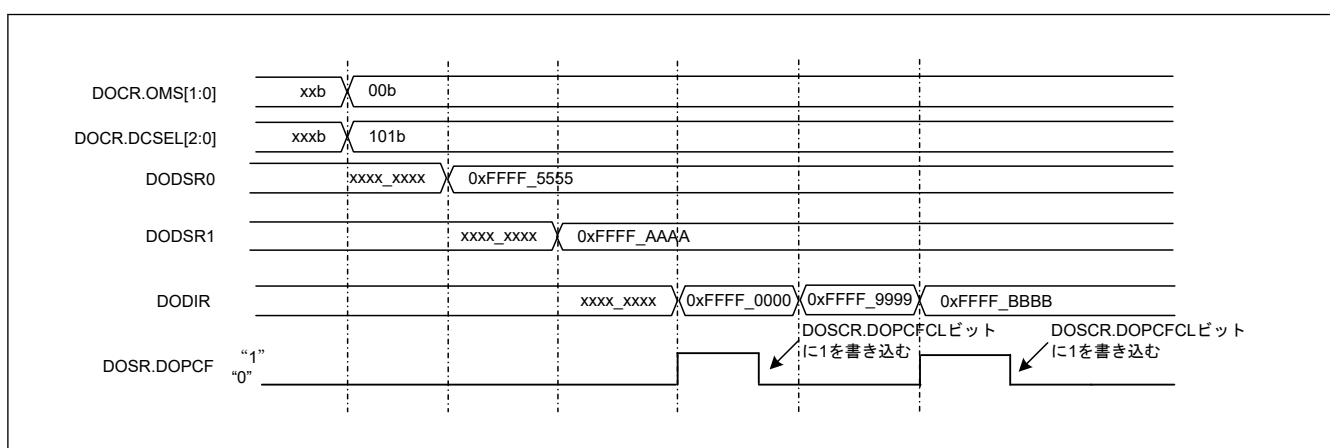 DOCR.OMS[1:0] xxb 00b
DOCR.DCSEL[2:0] xxxb 101b
DODSR0 xxxx_xxxx 0xFFFF_5555
DODSR1 xxxx_xxxx 0xFFFF_AAAA
DODIR xxxx_xxxx 0xFFFF_0000 0xFFFF_9999 0xFFFF_BBBB
DOSCR.DOPCFCLビット
に1を書き込む
DOSCR.DOPCFCLビット
に1を書き込む
DOSR.DOPCF
“1”
“0”